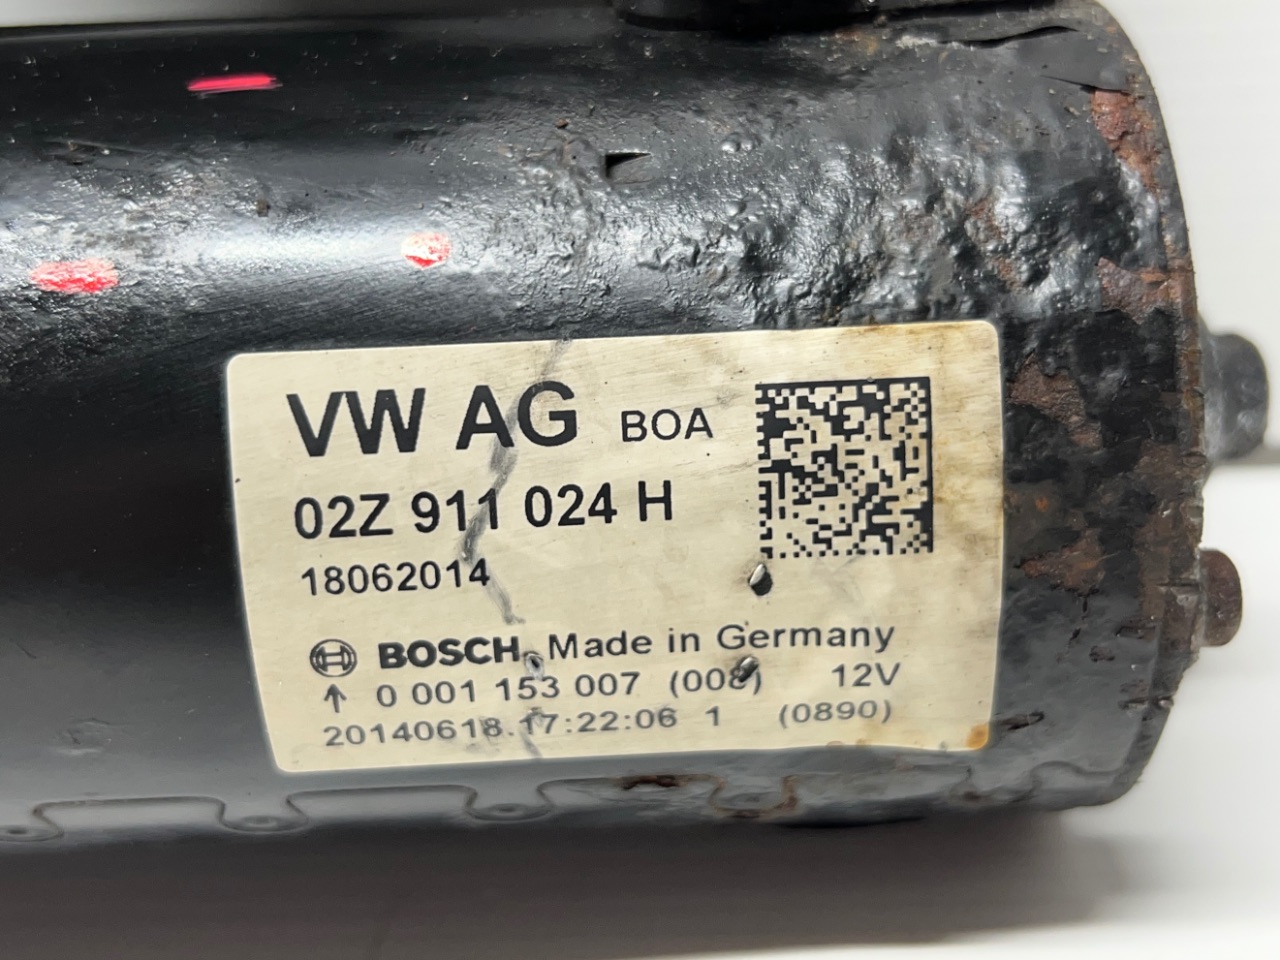 VW AG BOA
02Z 911 024 H
18062014
BOSCH Made in Germany
↑ 0 001 153 007 (008) 12V
20140618.17:22:06 1 (0890)